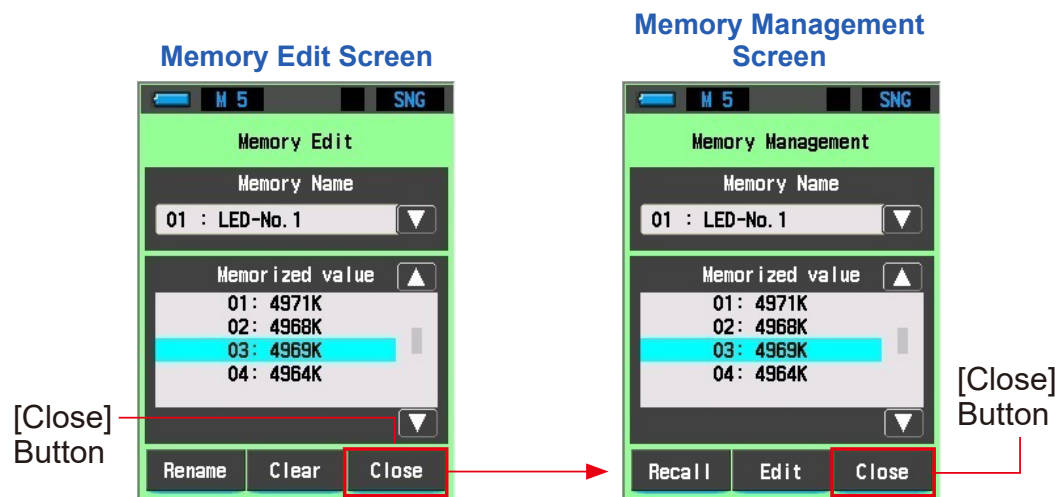 Memory Edit Screen
M 5
SNG
Memory Edit
Memory Name
01 : LED-No.1
Memorized value
01: 4971K
02: 4968K
03: 4969K
04: 4964K
Rename
Clear
Close
[Close]
Button
Memory Management
Screen
M 5
SNG
Memory Management
Memory Name
01 : LED-No.1
Memorized value
01: 4971K
02: 4968K
03: 4969K
04: 4964K
Recall
Edit
Close
[Close]
Button